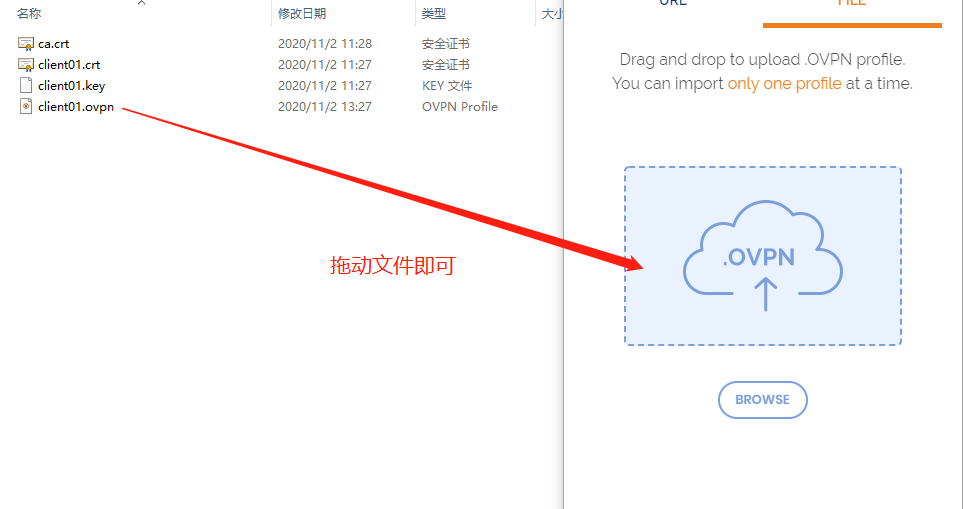 名称 修改日期 类型 大小
ca.crt 2020/11/2 11:28 安全证书
client01.crt 2020/11/2 11:27 安全证书
client01.key 2020/11/2 11:27 KEY 文件
client01.ovpn 2020/11/2 13:27 OVPN Profile
拖动文件即可
URL FILE
Drag and drop to upload .OVPN profile.
You can import only one profile at a time.
.OVPN
BROWSE